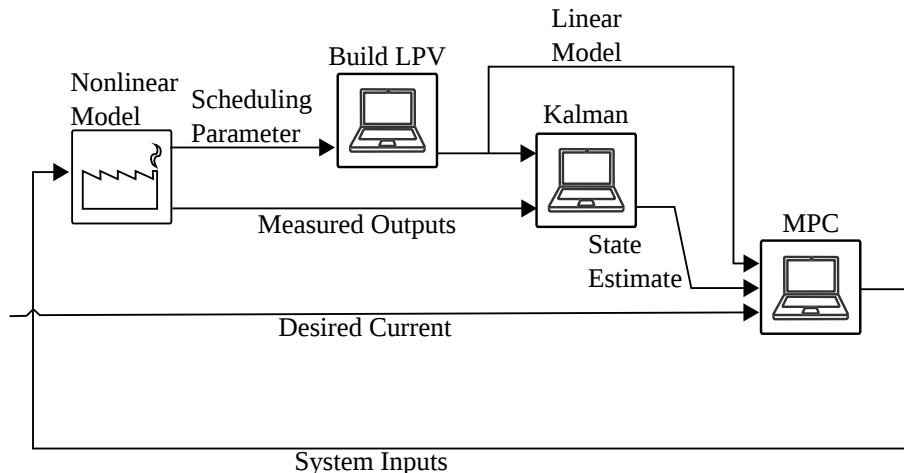 Linear
Model
Build LPV
Nonlinear
Model
Scheduling
Parameter
Kalman
Measured Outputs
MPC
State
Estimate
Desired Current
System Inputs